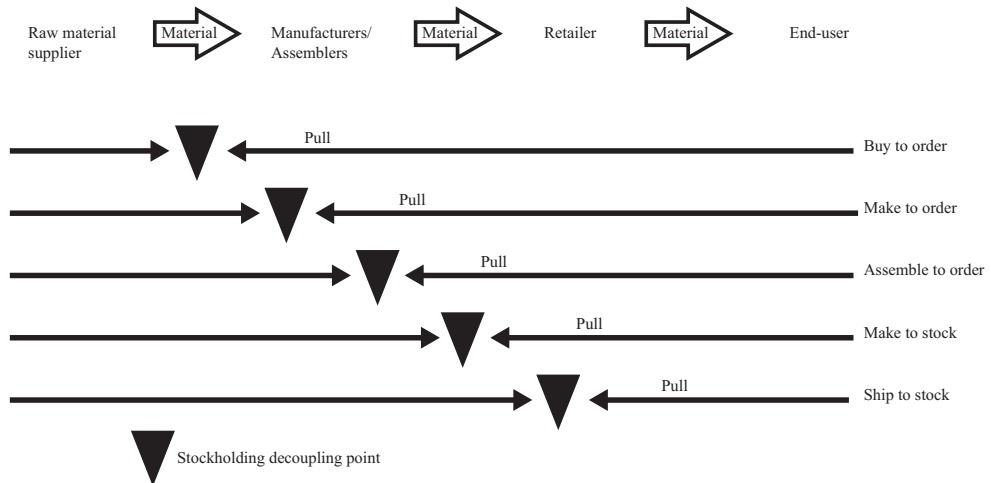 Raw material
supplier
Material
Manufacturers/
Assemblers
Material
Retailer
Material
End-user
Pull
Buy to order
Pull
Make to order
Pull
Assemble to order
Pull
Make to stock
Pull
Ship to stock
Stockholding decoupling point